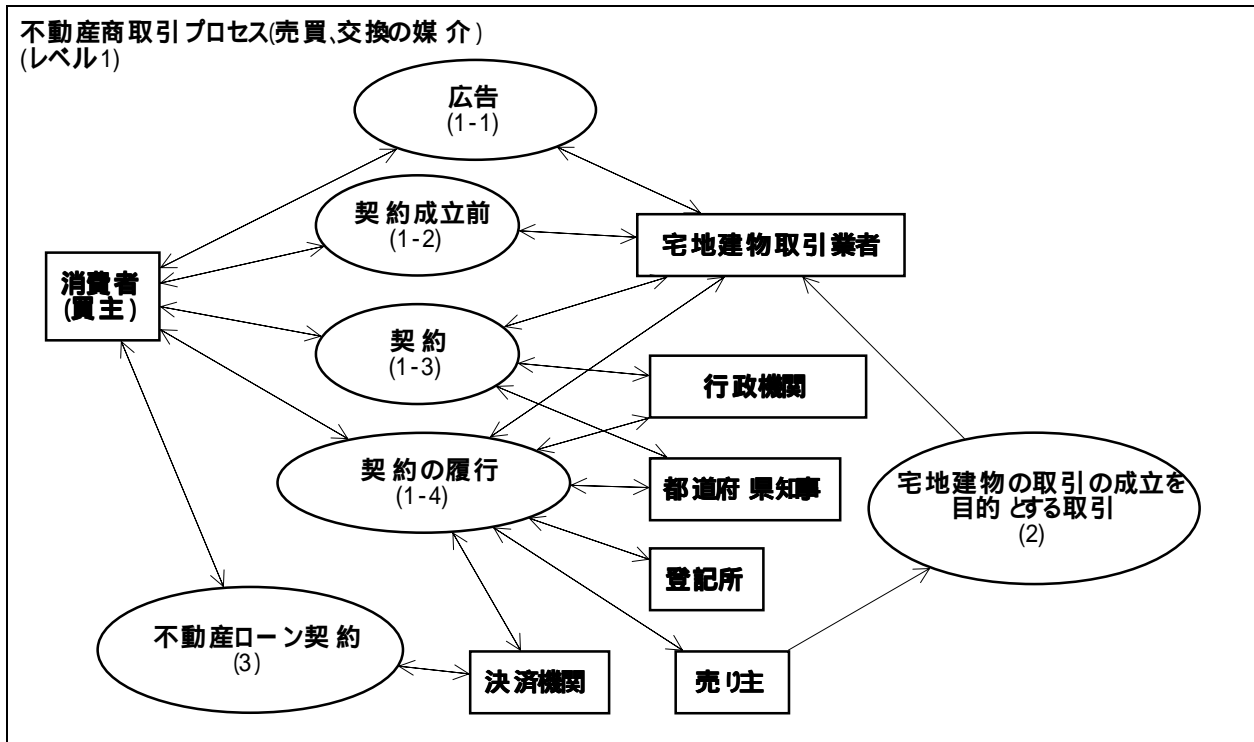 不動産商取引プロセス(売買、交換の媒介)
(レベル1)
広告
(1-1)
契約成立前
(1-2)
宅地建物取引業者
消費者
(買主)
契約
(1-3)
行政機関
契約の履行
(1-4)
都道府県知事
宅地建物の取引の成立を
目的とする取引
(2)
登記所
不動産ローン契約
(3)
決済機関
売り主